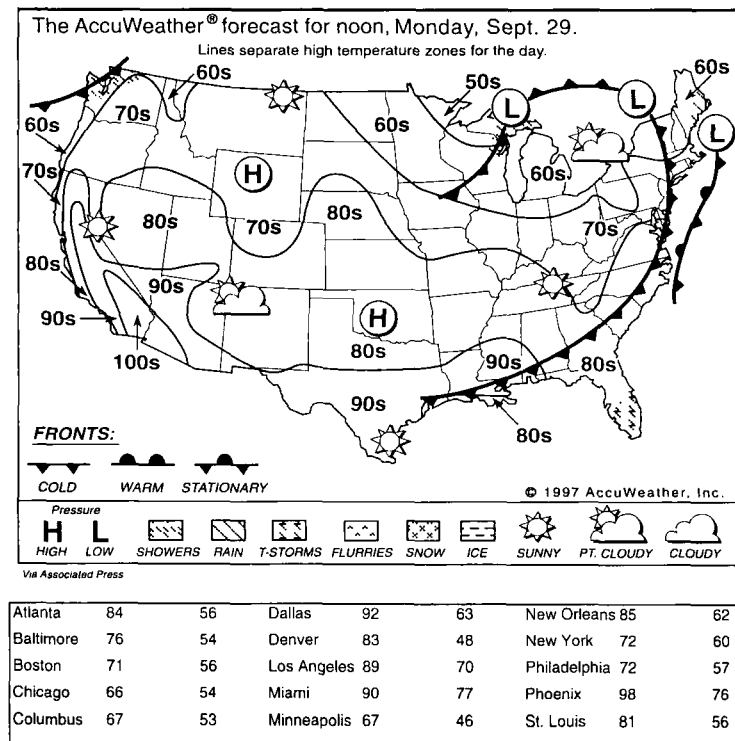 The AccuWeather® forecast for noon, Monday, Sept. 29.
Lines separate high temperature zones for the day.
60s
50s
60s
70s
60s
60s
L
L
L
70s
H
60s
80s
70s
80s
70s
80s
90s
H
90s
100s
80s
90s
80s
90s
80s
FRONTS:
COLD WARM STATIONARY
© 1997 AccuWeather, Inc.
Pressure
H L
HIGH LOW SHOWERS RAIN T-STORMS FLURRIES SNOW ICE SUNNY PT. CLOUDY CLOUDY
Via Associated Press
Atlanta 84 56 Dallas 92 63 New Orleans 85 62
Baltimore 76 54 Denver 83 48 New York 72 60
Boston 71 56 Los Angeles 89 70 Philadelphia 72 57
Chicago 66 54 Miami 90 77 Phoenix 98 76
Columbus 67 53 Minneapolis 67 46 St. Louis 81 56